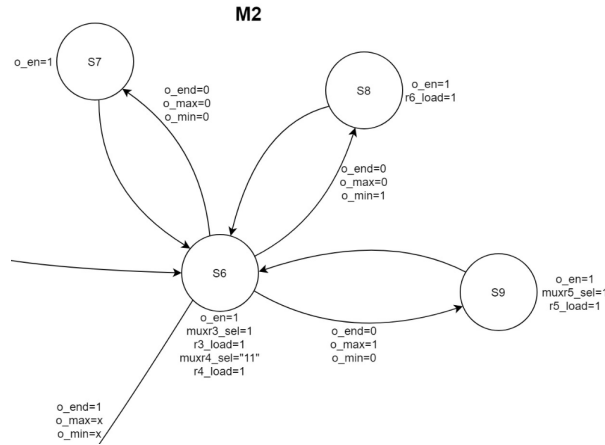 M2
o_en=1
S7
o_end=0
o_max=0
o_min=0
S8
o_en=1
r6_load=1
o_end=0
o_max=0
o_min=1
S6
o_en=1
muxr3_sel=1
r3_load=1
muxr4_sel="11"
r4_load=1
o_end=0
o_max=1
o_min=0
S9
o_en=1
muxr5_sel=1
r5_load=1
o_end=1
o_max=x
o_min=x